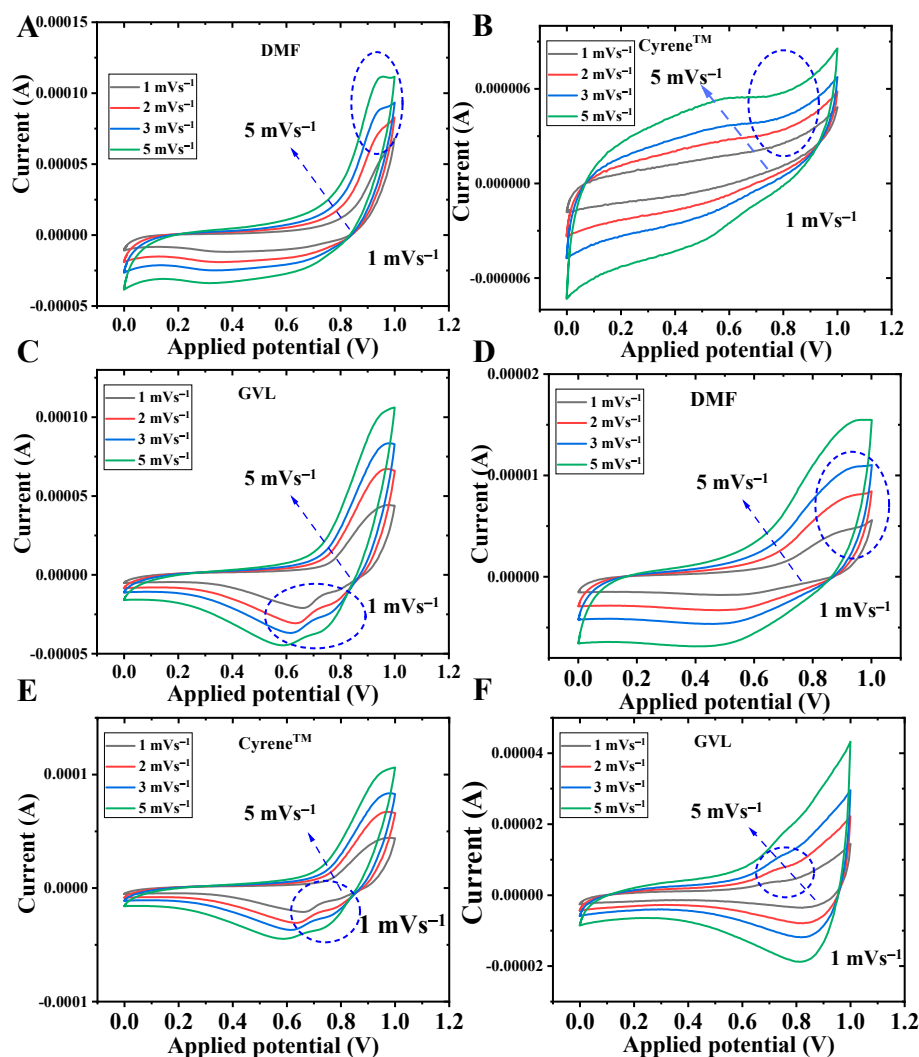 A
DMF
1 mVs⁻¹
2 mVs⁻¹
3 mVs⁻¹
5 mVs⁻¹
5 mVs⁻¹
1 mVs⁻¹
0.00015
0.00010
0.00005
0.00000
-0.00005
Current (A)
0.0 0.2 0.4 0.6 0.8 1.0 1.2
Applied potential (V)
B
Cyrene™
1 mVs⁻¹
2 mVs⁻¹
3 mVs⁻¹
5 mVs⁻¹
5 mVs⁻¹
1 mVs⁻¹
0.000006
0.000000
-0.000006
Current (A)
0.0 0.2 0.4 0.6 0.8 1.0 1.2
Applied potential (V)
C
GVL
1 mVs⁻¹
2 mVs⁻¹
3 mVs⁻¹
5 mVs⁻¹
5 mVs⁻¹
1 mVs⁻¹
0.00010
0.00005
0.00000
-0.00005
Current (A)
0.0 0.2 0.4 0.6 0.8 1.0 1.2
Applied potential (V)
D
DMF
1 mVs⁻¹
2 mVs⁻¹
3 mVs⁻¹
5 mVs⁻¹
5 mVs⁻¹
1 mVs⁻¹
0.00002
0.00001
0.00000
Current (A)
0.0 0.2 0.4 0.6 0.8 1.0 1.2
Applied potential (V)
E
Cyrene™
1 mVs⁻¹
2 mVs⁻¹
3 mVs⁻¹
5 mVs⁻¹
5 mVs⁻¹
1 mVs⁻¹
0.0001
0.0000
-0.0001
Current (A)
0.0 0.2 0.4 0.6 0.8 1.0 1.2
Applied potential (V)
F
GVL
1 mVs⁻¹
2 mVs⁻¹
3 mVs⁻¹
5 mVs⁻¹
5 mVs⁻¹
1 mVs⁻¹
0.00004
0.00002
0.00000
-0.00002
Current (A)
0.0 0.2 0.4 0.6 0.8 1.0 1.2
Applied potential (V)